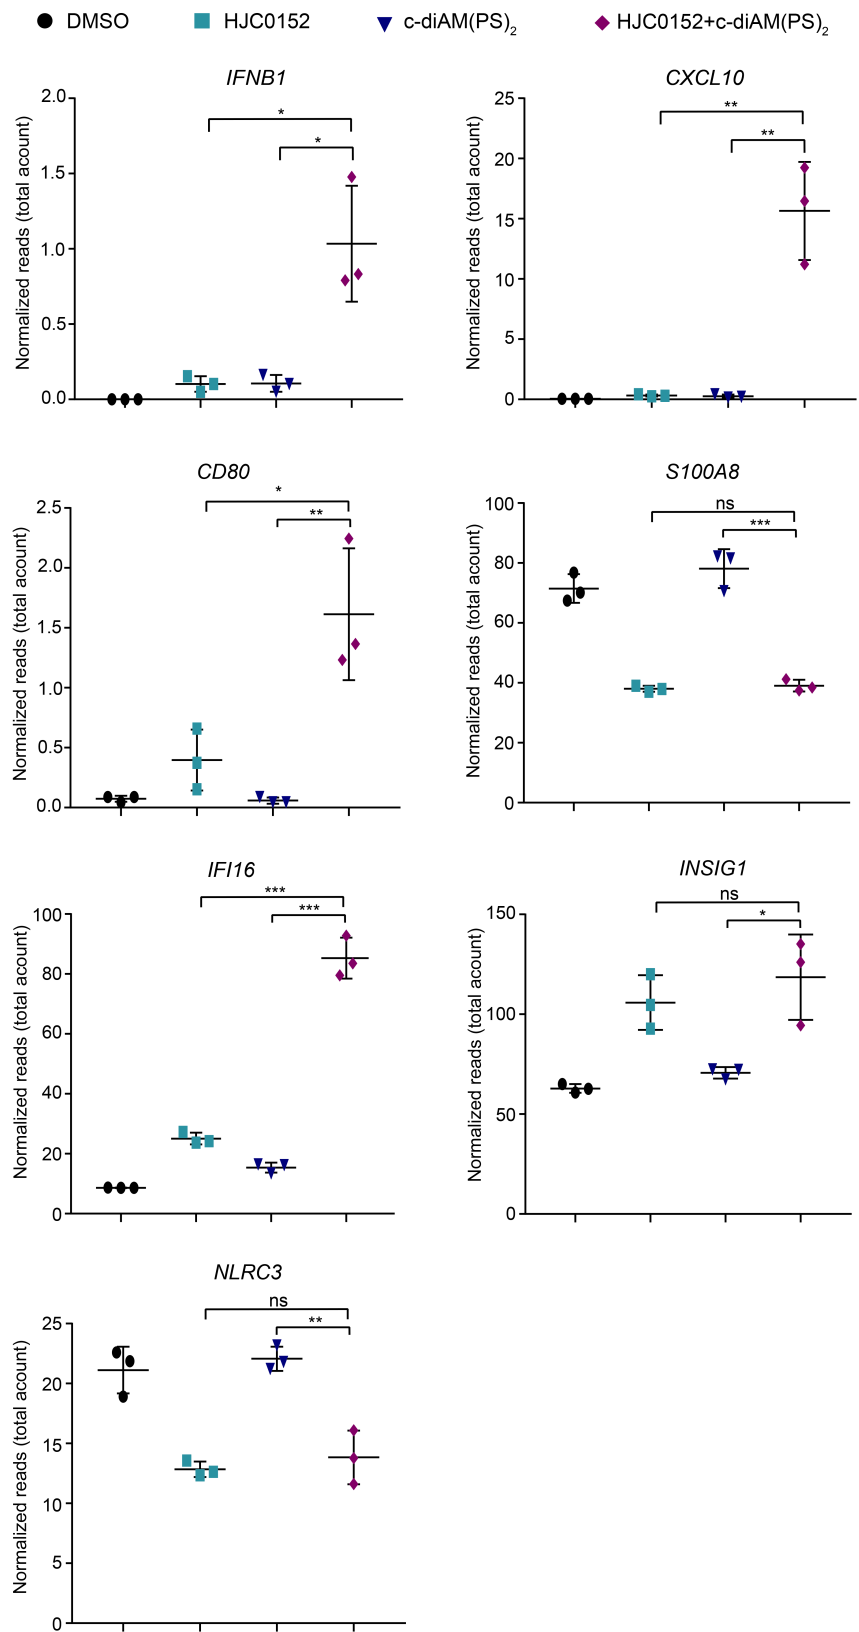 DMSO HJC0152 c-diAM(PS)2 HJC0152+c-diAM(PS)2
IFNB1
Normalized reads (total acount)
2.0
1.5
1.0
0.5
0.0
*
*
CXCL10
Normalized reads (total acount)
25
20
15
10
5
0
**
**
CD80
Normalized reads (total acount)
2.5
2.0
1.5
1.0
0.5
0.0
*
**
S100A8
Normalized reads (total acount)
100
80
60
40
20
0
ns
***
IFI16
Normalized reads (total acount)
100
80
60
40
20
0
***
***
INSIG1
Normalized reads (total acount)
150
100
50
0
ns
*
NLRC3
Normalized reads (total acount)
25
20
15
10
5
0
ns
**